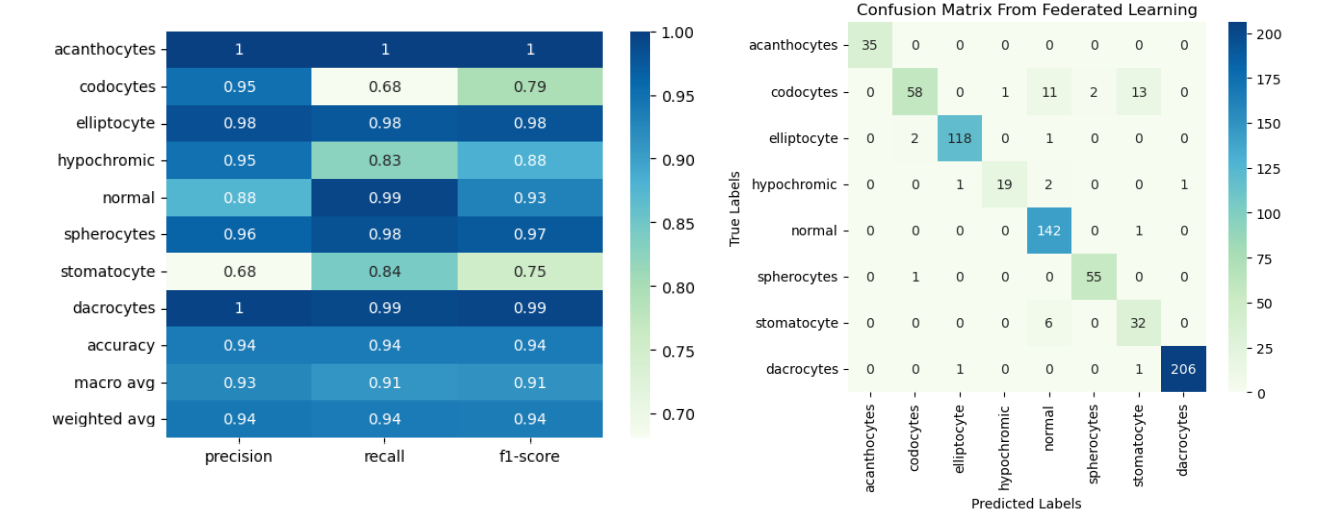 acanthocytes 1 1 1
codocytes 0.95 0.68 0.79
elliptocyte 0.98 0.98 0.98
hypochromic 0.95 0.83 0.88
normal 0.88 0.99 0.93
spherocytes 0.96 0.98 0.97
stomatocyte 0.68 0.84 0.75
dacrocytes 1 0.99 0.99
accuracy 0.94 0.94 0.94
macro avg 0.93 0.91 0.91
weighted avg 0.94 0.94 0.94
precision recall f1-score
1.00
0.95
0.90
0.85
0.80
0.75
0.70
Confusion Matrix From Federated Learning
True Labels
acanthocytes 35 0 0 0 0 0 0 0
codocytes 0 58 0 1 11 2 13 0
elliptocyte 0 2 118 0 1 0 0 0
hypochromic 0 0 1 19 2 0 0 1
normal 0 0 0 0 142 0 1 0
spherocytes 0 1 0 0 0 55 0 0
stomatocyte 0 0 0 0 6 0 32 0
dacrocytes 0 0 1 0 0 0 1 206
acanthocytes codocytes elliptocyte hypochromic normal spherocytes stomatocyte dacrocytes
Predicted Labels
200
175
150
125
100
75
50
25
0